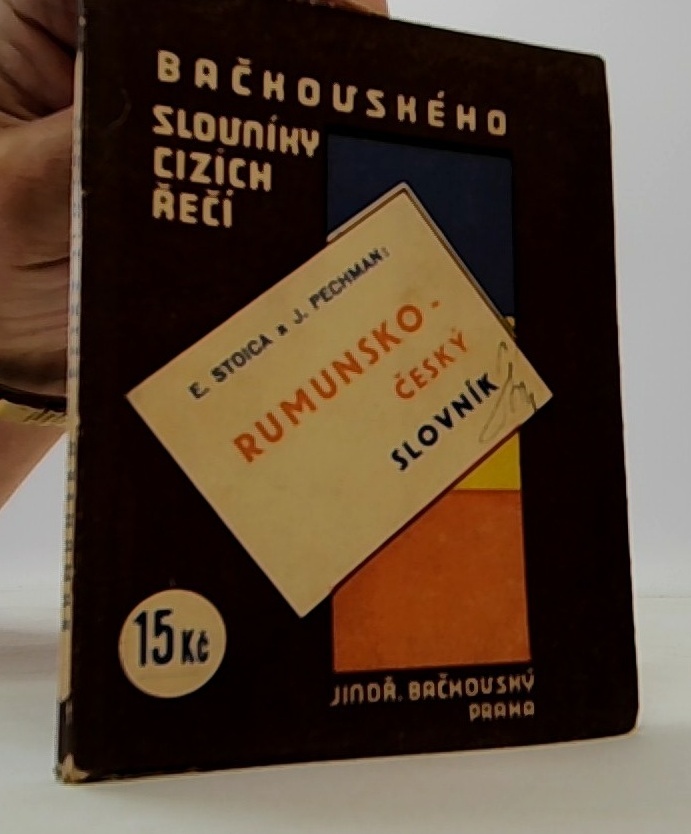 BAČKOVSKÉHO
SLOVNÍKY
CIZÍCH
ŘEČÍ
E. STOICA a J. PECHMAN:
RUMUNSKO-
ČESKÝ
SLOVNÍK
15 Kč
JINDŘ. BAČKOVSKÝ
PRAHA